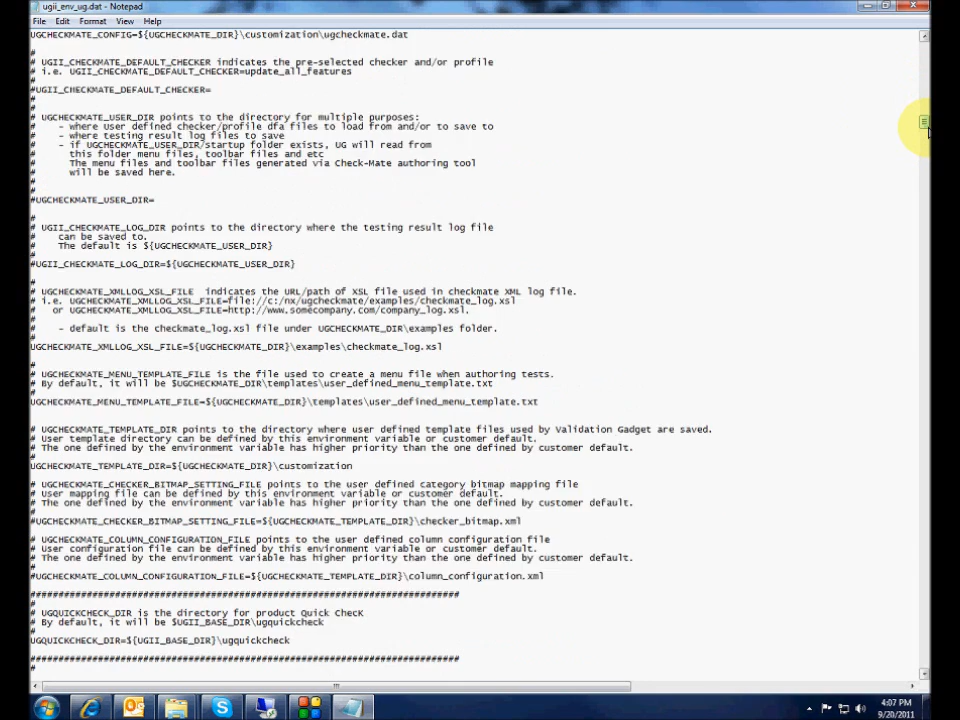 ugii_env_ug.dat - Notepad
File Edit Format View Help
UGCHECKMATE_CONFIG=${UGCHECKMATE_DIR}\customization\ugcheckmate.dat
#
# UGII_CHECKMATE_DEFAULT_CHECKER indicates the pre-selected checker and/or profile
# i.e. UGII_CHECKMATE_DEFAULT_CHECKER=update_all_features
#
#UGII_CHECKMATE_DEFAULT_CHECKER=
#
#
# UGCHECKMATE_USER_DIR points to the directory for multiple purposes:
# - where User defined checker/profile dfa files to load from and/or to save to
# - where testing result log files to save
# - if UGCHECKMATE_USER_DIR/startup folder exists, UG will read from
# this folder menu files, toolbar files and etc
# The menu files and toolbar files generated via Check-Mate authoring tool
# will be saved here.
#
#
#UGCHECKMATE_USER_DIR=
#
# UGII_CHECKMATE_LOG_DIR points to the directory where the testing result log file
# can be saved to.
# The default is ${UGCHECKMATE_USER_DIR}
#
#UGII_CHECKMATE_LOG_DIR=${UGCHECKMATE_USER_DIR}
#
# UGCHECKMATE_XMLLOG_XSL_FILE indicates the URL/path of XSL file used in checkmate XML log file.
# i.e. UGCHECKMATE_XMLLOG_XSL_FILE=file://c:/nx/ugcheckmate/examples/checkmate_log.xsl
# or UGCHECKMATE_XMLLOG_XSL_FILE=http://www.somecompany.com/company_log.xsl.
#
# - default is the checkmate_log.xsl file under UGCHECKMATE_DIR\examples folder.
#
UGCHECKMATE_XMLLOG_XSL_FILE=${UGCHECKMATE_DIR}\examples\checkmate_log.xsl
#
# UGCHECKMATE_MENU_TEMPLATE_FILE is the file used to create a menu file when authoring tests.
# By default, it will be $UGCHECKMATE_DIR\templates\user_defined_menu_template.txt
#
UGCHECKMATE_MENU_TEMPLATE_FILE=${UGCHECKMATE_DIR}\templates\user_defined_menu_template.txt
#
# UGCHECKMATE_TEMPLATE_DIR points to the directory where user defined template files used by Validation Gadget are saved.
# User template directory can be defined by this environment variable or customer default.
# The one defined by the environment variable has higher priority than the one defined by customer default.
#
UGCHECKMATE_TEMPLATE_DIR=${UGCHECKMATE_DIR}\customization
#
# UGCHECKMATE_CHECKER_BITMAP_SETTING_FILE points to the user defined category bitmap mapping file
# User mapping file can be defined by this environment variable or customer default.
# The one defined by the environment variable has higher priority than the one defined by customer default.
#
#UGCHECKMATE_CHECKER_BITMAP_SETTING_FILE=${UGCHECKMATE_TEMPLATE_DIR}\checker_bitmap.xml
#
# UGCHECKMATE_COLUMN_CONFIGURATION_FILE points to the user defined column configuration file
# User configuration file can be defined by this environment variable or customer default.
# The one defined by the environment variable has higher priority than the one defined by customer default.
#
#UGCHECKMATE_COLUMN_CONFIGURATION_FILE=${UGCHECKMATE_TEMPLATE_DIR}\column_configuration.xml
##############################################################################
#
# UGQUICKCHECK_DIR is the directory for product Quick Check
# By default, it will be $UGII_BASE_DIR\ugquickcheck
#
UGQUICKCHECK_DIR=${UGII_BASE_DIR}\ugquickcheck
##############################################################################
#
4:07 PM
9/20/2011